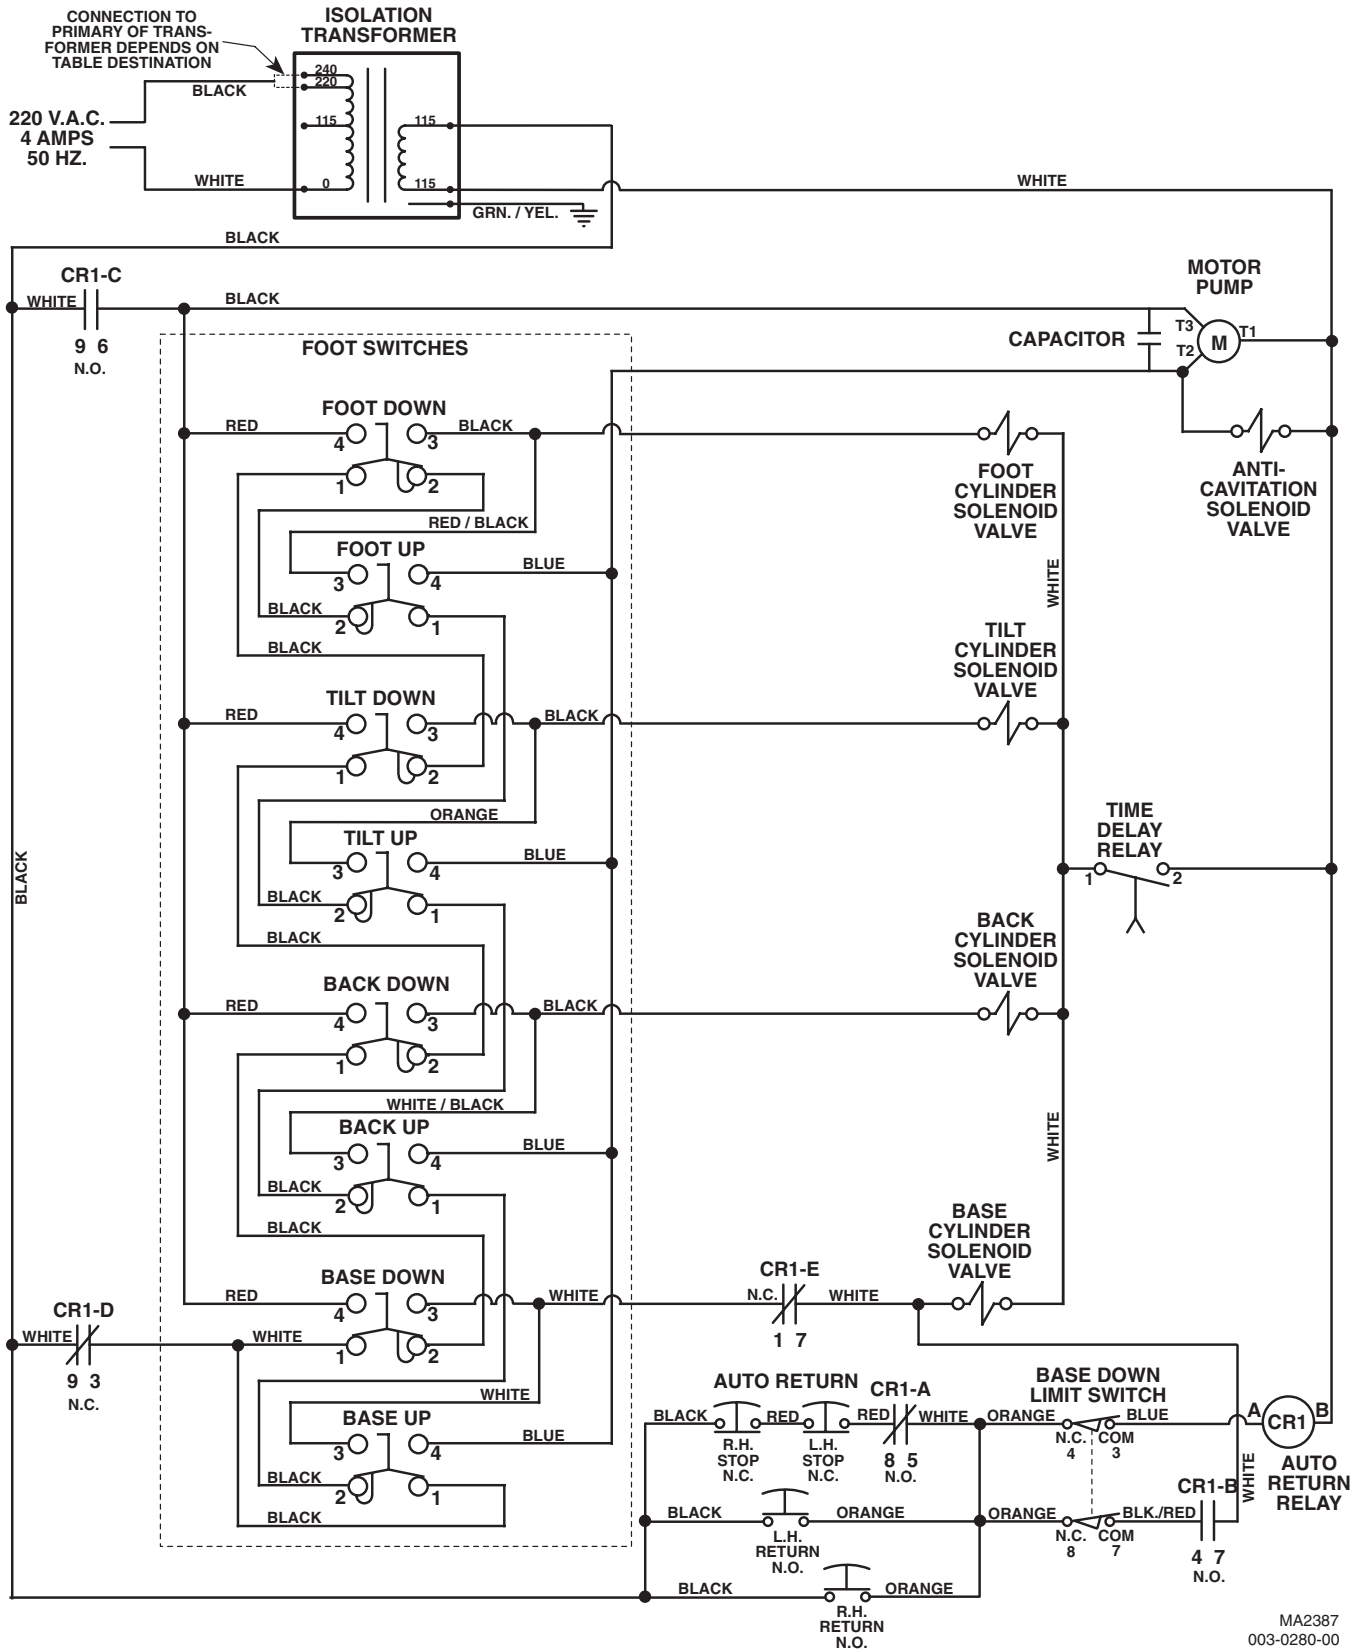 CONNECTION TO
PRIMARY OF TRANS-
FORMER DEPENDS ON
TABLE DESTINATION
ISOLATION
TRANSFORMER
240
220
BLACK
220 V.A.C.
4 AMPS
50 HZ.
115
115
WHITE
0
115
WHITE
GRN. / YEL.
BLACK
CR1-C
WHITE
9 6
N.O.
BLACK
MOTOR
PUMP
CAPACITOR
T3
T2
M
T1
FOOT SWITCHES
FOOT DOWN
RED
4
3
BLACK
1
2
RED / BLACK
FOOT
CYLINDER
SOLENOID
VALVE
ANTI-
CAVITATION
SOLENOID
VALVE
FOOT UP
3
4
BLUE
BLACK
2
1
BLACK
WHITE
TILT
CYLINDER
SOLENOID
VALVE
TILT DOWN
RED
4
3
BLACK
1
2
ORANGE
TILT UP
3
4
BLUE
BLACK
2
1
BLACK
BLACK
TIME
DELAY
RELAY
1
2
BACK
CYLINDER
SOLENOID
VALVE
BACK DOWN
RED
4
3
BLACK
1
2
WHITE / BLACK
BACK UP
3
4
BLUE
BLACK
2
1
BLACK
WHITE
BASE
CYLINDER
SOLENOID
VALVE
BASE DOWN
RED
4
3
WHITE
CR1-E
N.C.
WHITE
1 7
CR1-D
WHITE
9 3
N.C.
WHITE
1
2
WHITE
BASE UP
3
4
BLUE
BLACK
2
1
BLACK
AUTO RETURN
BLACK
R.H.
STOP
N.C.
RED
L.H.
STOP
N.C.
RED
CR1-A
8 5
N.O.
WHITE
BASE DOWN
LIMIT SWITCH
ORANGE
BLUE
N.C.
4
COM
3
A
CR1
B
AUTO
RETURN
RELAY
BLACK
L.H.
RETURN
N.O.
ORANGE
ORANGE
N.C.
8
COM
7
BLK./RED
CR1-B
4 7
N.O.
WHITE
BLACK
R.H.
RETURN
N.O.
ORANGE
MA2387
003-0280-00